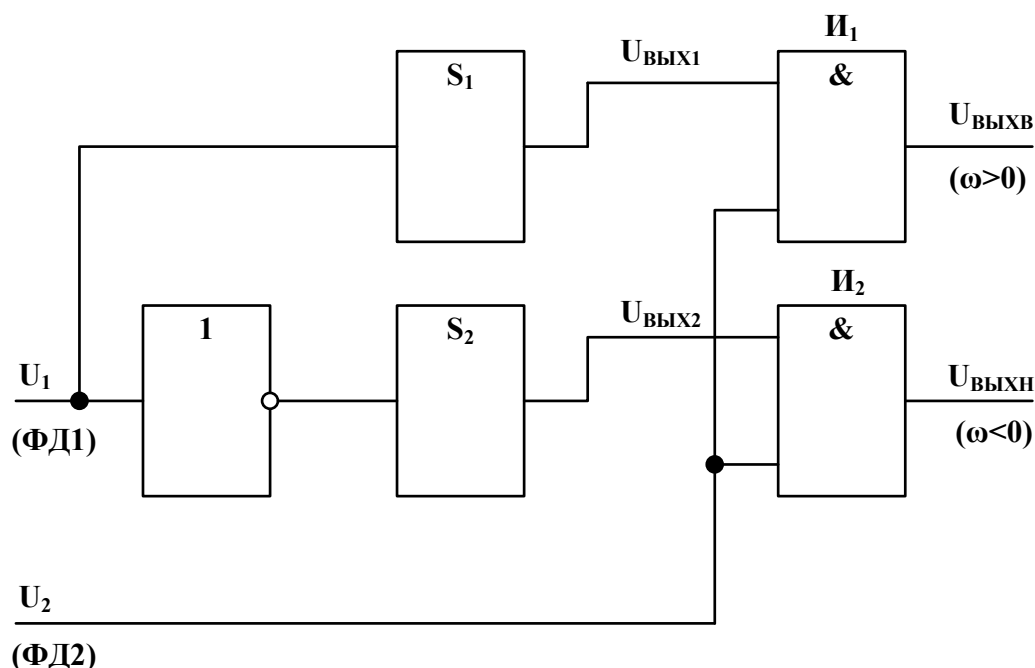 И₁
S₁
U_ВЫХ1
&
U_ВЫХВ
(ω>0)
И₂
1
S₂
U_ВЫХ2
&
U₁
U_ВЫХН
(ФД1)
(ω<0)
U₂
(ФД2)